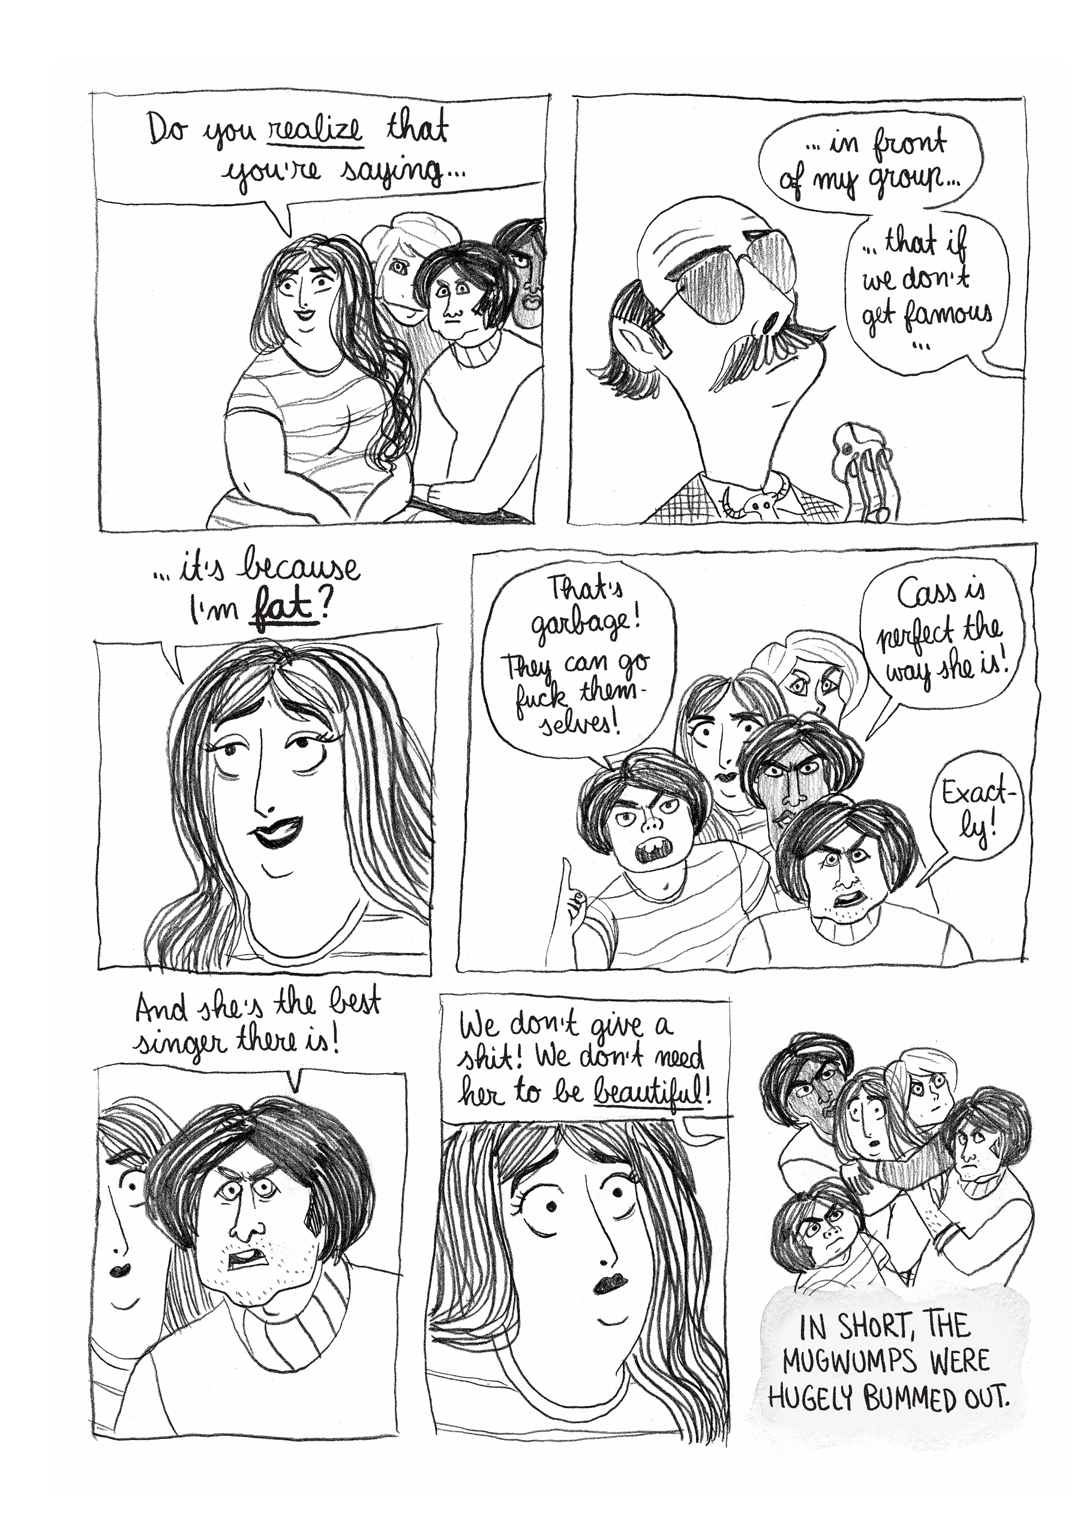 Do you realize that
you're saying...
... in front
of my group...
... that if
we don't
get famous
...
... it's because
I'm fat?
That's
garbage!
They can go
fuck them-
selves!
Cass is
perfect the
way she is!
Exact-
ly!
And she's the best
singer there is!
We don't give a
shit! We don't need
her to be beautiful!
IN SHORT, THE
MUGWUMPS WERE
HUGELY BUMMED OUT.